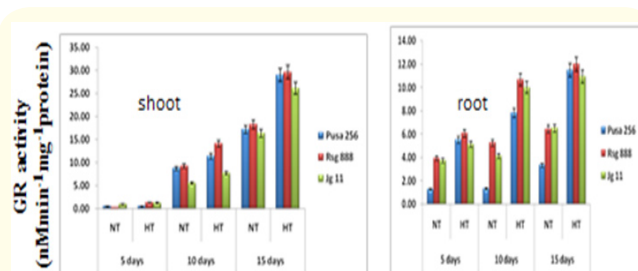 GR activity
(nMmin-1mg-1protein)
35.00
30.00
25.00
20.00
15.00
10.00
5.00
0.00
shoot
Pusa 256
Rsg 888
Jg 11
NT HT NT HT NT HT
5 days 10 days 15 days
14.00
12.00
10.00
8.00
6.00
4.00
2.00
0.00
root
Pusa 256
Rsg 888
Jg 11
NT HT NT HT NT HT
5 days 10 days 15 days